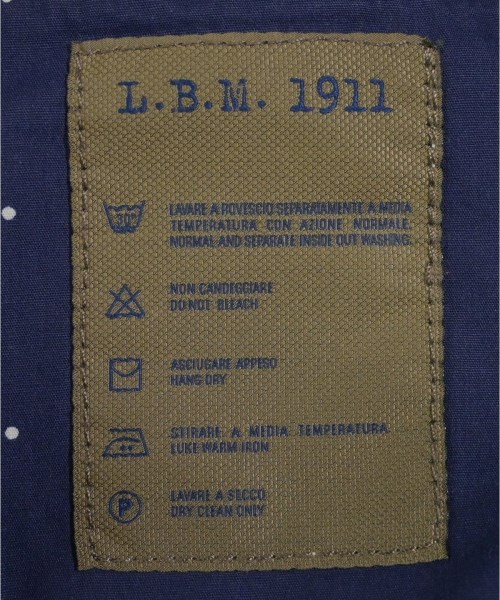 L.B.M. 1911
30°
LAVARE A ROVESCIO SEPARATAMENTE A MEDIA
TEMPERATURA CON AZIONE NORMALE.
NORMAL AND SEPARATE INSIDE OUT WASHING.
NON CANDEGGIARE
DO NOT BLEACH
ASCIUGARE APPESO
HANG DRY
STIRARE A MEDIA TEMPERATURA
LUKE WARM IRON
P
LAVARE A SECCO
DRY CLEAN ONLY